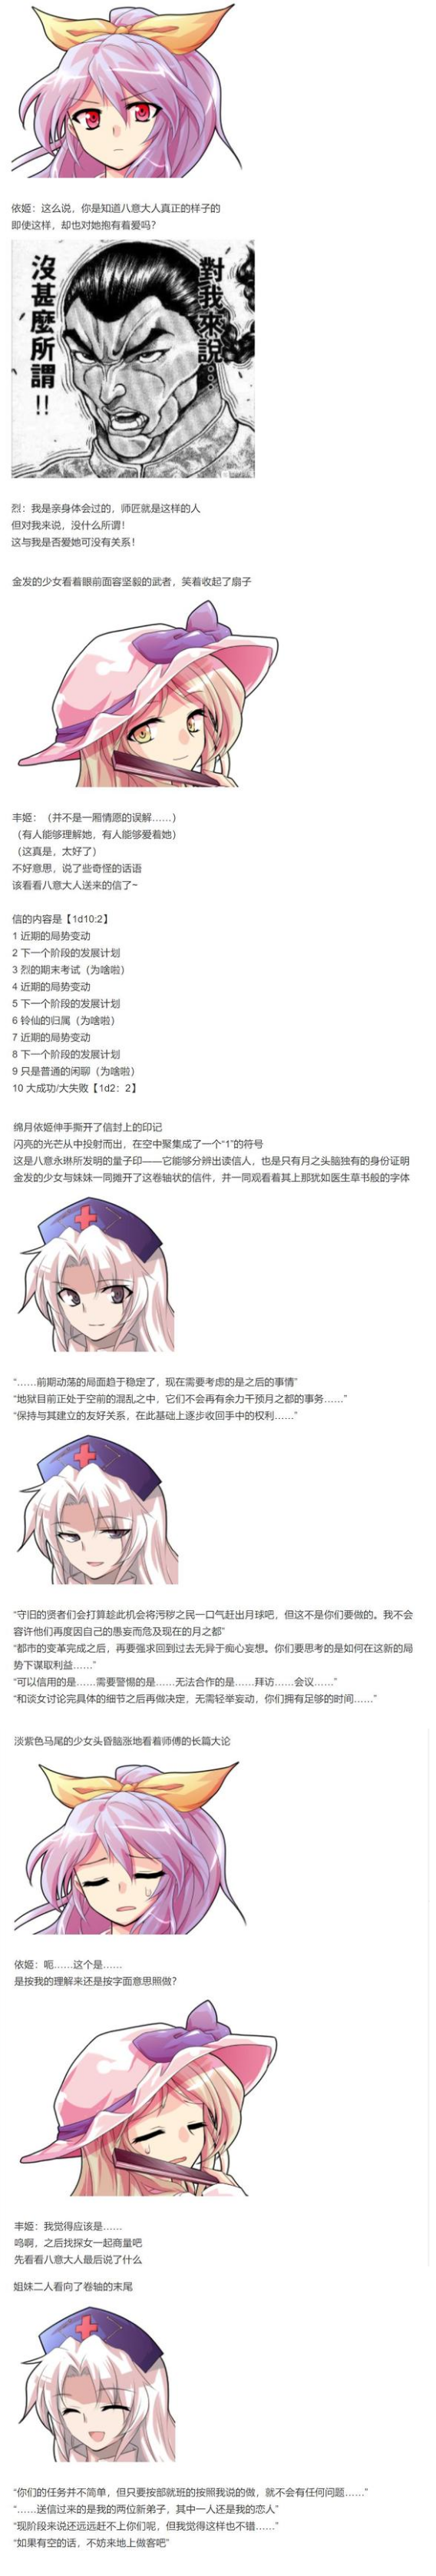 依姬：这么说，你是知道八意大人真正的样子的
即使这样，却也对她抱有着爱吗？
對我來說…
沒甚麼所謂！！
烈：我是亲身体会过的，师匠就是这样的人
但对我来说，没什么所谓！
这与我是否爱她可没有关系！
金发的少女看着眼前面容坚毅的武者，笑着收起了扇子
丰姬：（并不是一厢情愿的误解……）
（有人能够理解她，有人能够爱着她）
（这真是，太好了）
不好意思，说了些奇怪的话语
该看看八意大人送来的信了~
信的内容是【1d10:2】
1 近期的局势变动
2 下一个阶段的发展计划
3 烈的期末考试（为啥啦）
4 近期的局势变动
5 下一个阶段的发展计划
6 铃仙的归属（为啥啦）
7 近期的局势变动
8 下一个阶段的发展计划
9 只是普通的闲聊（为啥啦）
10 大成功/大失败【1d2：2】
绵月依姬伸手撕开了信封上的印记
闪亮的光芒从中投射而出，在空中聚集成了一个“1”的符号
这是八意永琳所发明的量子印——它能够分辨出读信人，也是只有月之头脑独有的身份证明
金发的少女与妹妹一同摊开了这卷轴状的信件，并一同观看着其上那犹如医生草书般的字体
“……前期动荡的局面趋于稳定了，现在需要考虑的是之后的事情”
“地狱目前正处于空前的混乱之中，它们不会再有余力干预月之都的事务……”
“保持与其建立的友好关系，在此基础上逐步收回手中的权利……”
“守旧的贤者们会打算趁此机会将污秽之民一口气赶出月球吧，但这不是你们要做的。我不会
容许他们再度因自己的愚妄而危及现在的月之都”
“都市的变革完成之后，再要强求回到过去无异于痴心妄想。你们要思考的是如何在这新的局
势下谋取利益……”
“可以信用的是……需要警惕的是……无法合作的是……拜访……会议……”
“和淡女讨论完具体的细节之后再做决定，无需轻举妄动，你们拥有足够的时间……”
淡紫色马尾的少女头昏脑涨地看着师傅的长篇大论
依姬：呃……这个是……
是按我的理解来还是按字面意思照做？
丰姬：我觉得应该是……
呜啊，之后找探女一起商量吧
先看看八意大人最后说了什么
姐妹二人看向了卷轴的末尾
“你们的任务并不简单，但只要按部就班的按照我说的做，就不会有任何问题……”
“……送信过来的是我的两位新弟子，其中一人还是我的恋人”
“现阶段来说还远远赶不上你们呢，但我觉得这样也不错……”
“如果有空的话，不妨来地上做客吧”